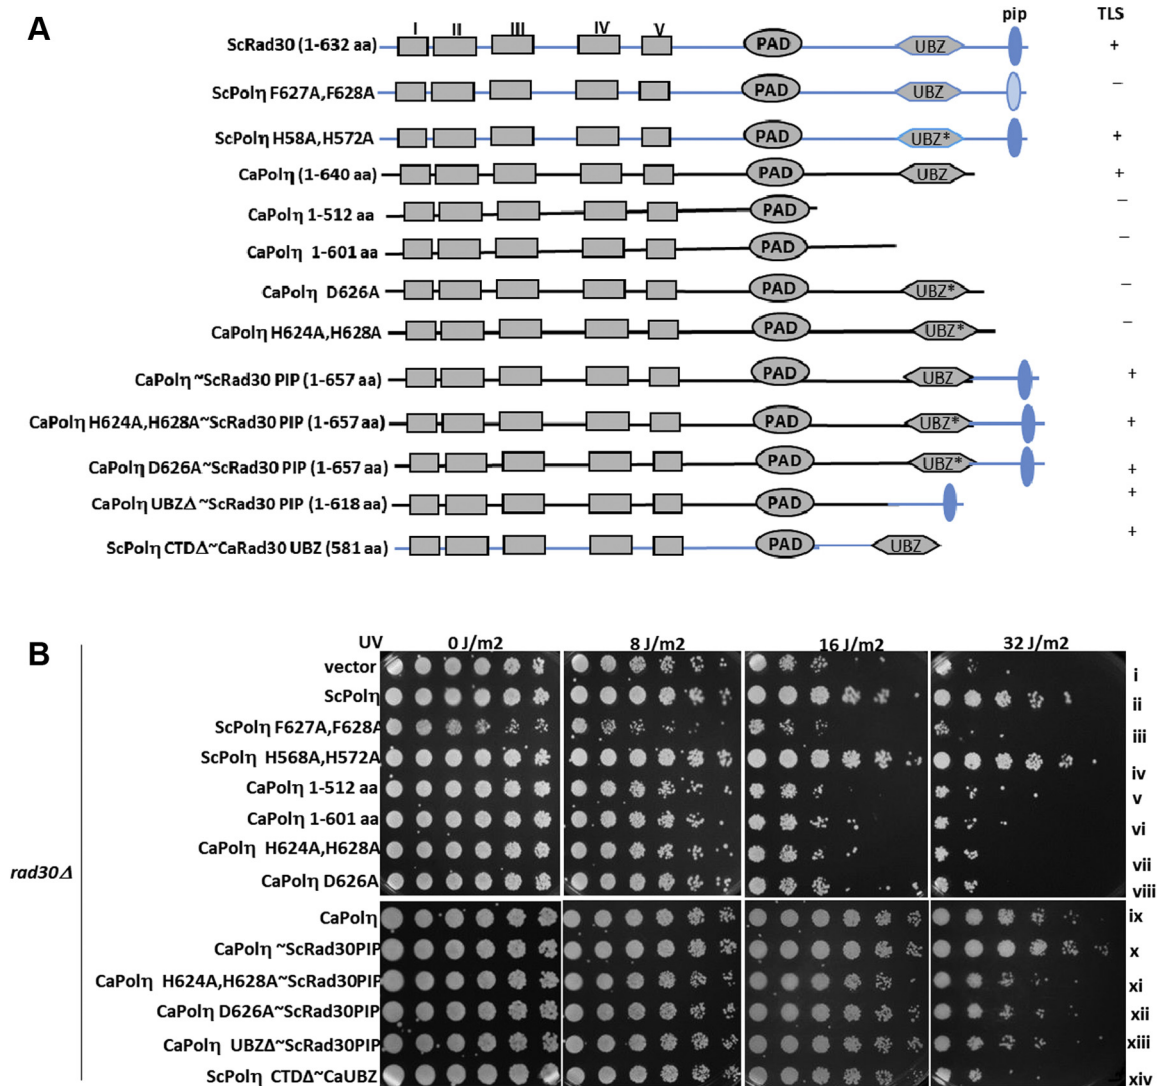 A
I II III IV V pip TLS
ScRad30 (1-632 aa) PAD UBZ +
ScPolη F627A,F628A PAD UBZ −
ScPolη H58A,H572A PAD UBZ* +
CaPolη (1-640 aa) PAD UBZ +
CaPolη 1-512 aa PAD −
CaPolη 1-601 aa PAD −
CaPolη D626A PAD UBZ* −
CaPolη H624A,H628A PAD UBZ* −
CaPolη ~ScRad30 PIP (1-657 aa) PAD UBZ +
CaPolη H624A,H628A~ScRad30 PIP (1-657 aa) PAD UBZ* +
CaPolη D626A~ScRad30 PIP (1-657 aa) PAD UBZ* +
CaPolη UBZΔ~ScRad30 PIP (1-618 aa) PAD +
ScPolη CTDΔ~CaRad30 UBZ (581 aa) PAD UBZ +
B
UV 0 J/m2 8 J/m2 16 J/m2 32 J/m2
vector i
ScPolη ii
ScPolη F627A,F628A iii
ScPolη H568A,H572A iv
CaPolη 1-512 aa v
CaPolη 1-601 aa vi
CaPolη H624A,H628A vii
rad30Δ
CaPolη D626A viii
CaPolη ix
CaPolη ~ScRad30PIP x
CaPolη H624A,H628A~ScRad30PIP xi
CaPolη D626A~ScRad30PIP xii
CaPolη UBZΔ~ScRad30PIP xiii
ScPolη CTDΔ~CaUBZ xiv